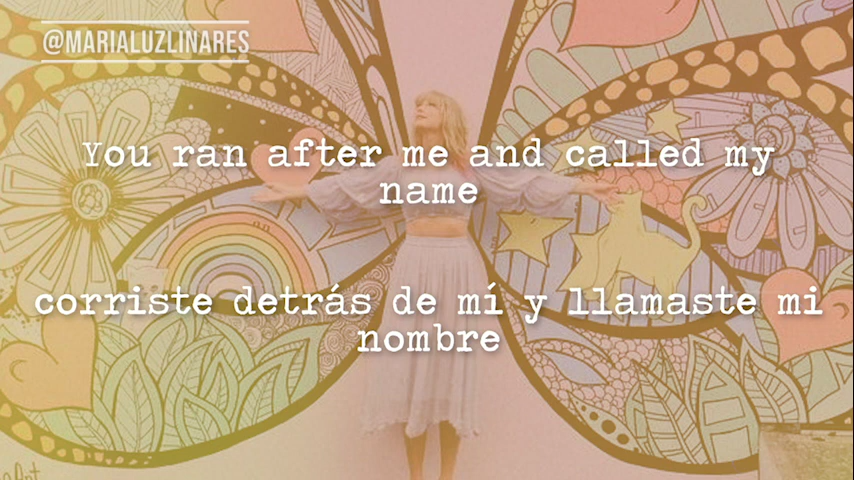 @MARIALUZLINARES
You ran after me and called my
name
corriste detrás de mí y llamaste mi
nombre